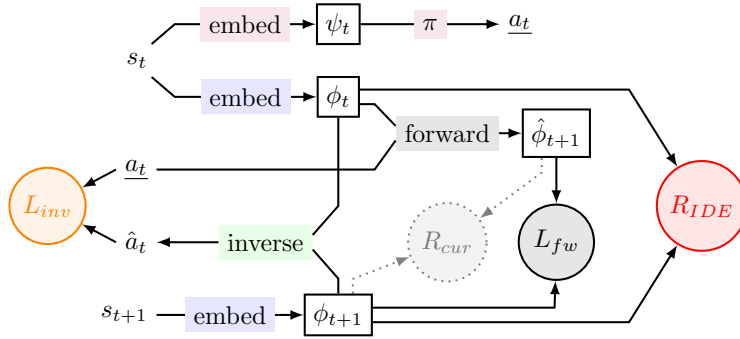 embed ψ_t π a_t
s_t
embed φ_t
forward φ̂_{t+1}
a_t
L_{inv} R_{IDE}
â_t inverse R_{cur} L_{fw}
s_{t+1} embed φ_{t+1}